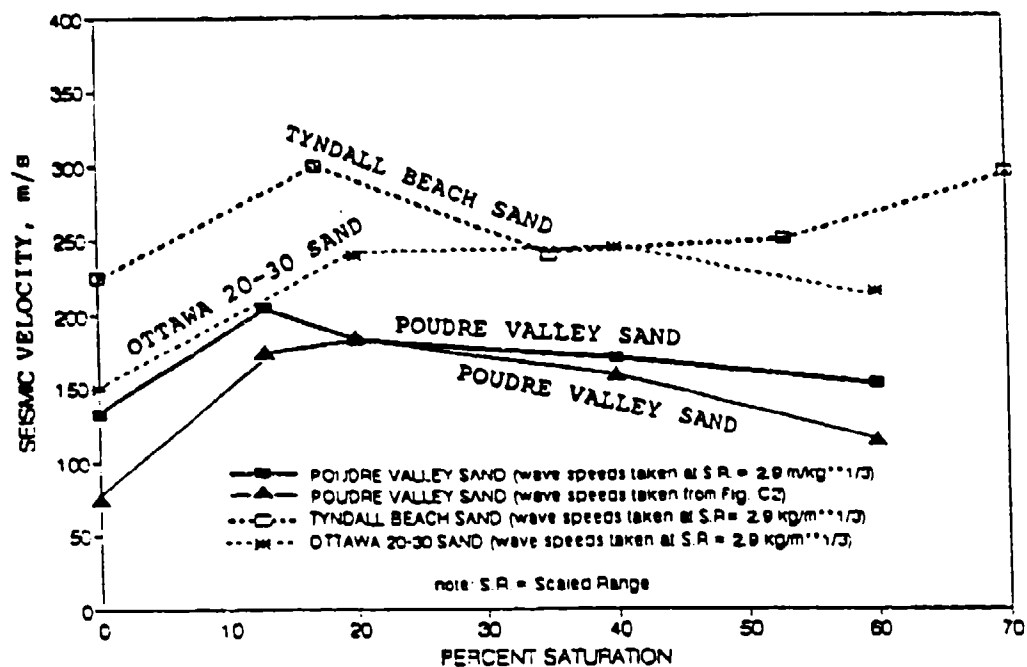 400
350
300
250
200
150
100
50
0
SEISMIC VELOCITY, m/s
TYNDALL BEACH SAND
OTTAWA 20-30 SAND
POUDRE VALLEY SAND
POUDRE VALLEY SAND
POUDRE VALLEY SAND (wave speeds taken at S.R. = 2.9 m/kg**1/3)
POUDRE VALLEY SAND (wave speeds taken from Fig. C2)
TYNDALL BEACH SAND (wave speeds taken at S.R = 2.9 kg/m**1/3)
OTTAWA 20-30 SAND (wave speeds taken at S.R = 2.9 kg/m**1/3)
note: S.R. = Scaled Range
0 10 20 30 40 50 60 70
PERCENT SATURATION